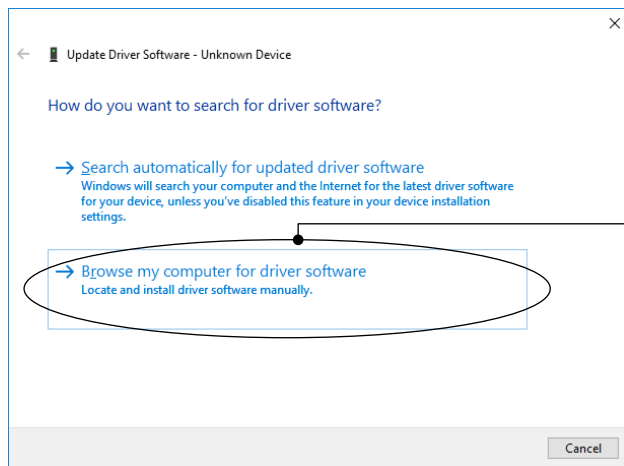 Update Driver Software - Unknown Device
How do you want to search for driver software?
Search automatically for updated driver software
Windows will search your computer and the Internet for the latest driver software
for your device, unless you've disabled this feature in your device installation
settings.
Browse my computer for driver software
Locate and install driver software manually.
Cancel